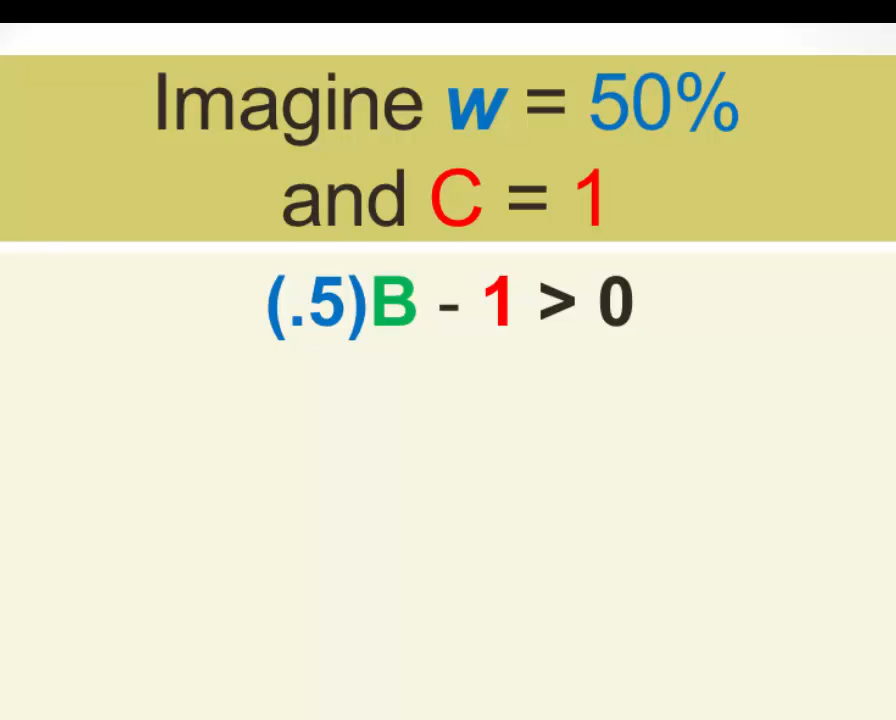 Imagine w = 50%
and C = 1
(.5)B - 1 > 0